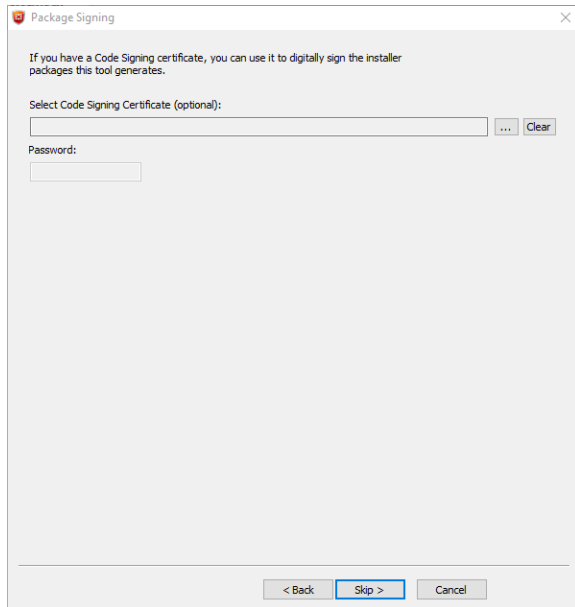 Package Signing
If you have a Code Signing certificate, you can use it to digitally sign the installer
packages this tool generates.
Select Code Signing Certificate (optional):
... Clear
Password:
< Back Skip > Cancel